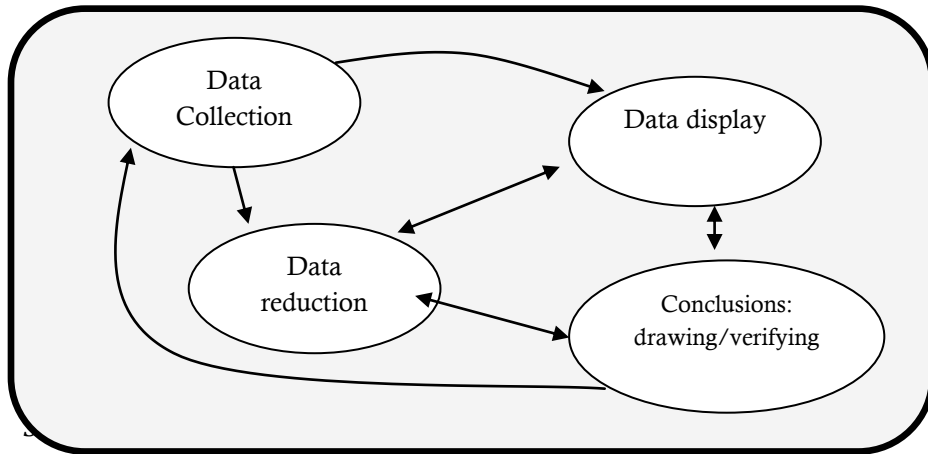 Data
Collection
Data display
Data
reduction
Conclusions:
drawing/verifying